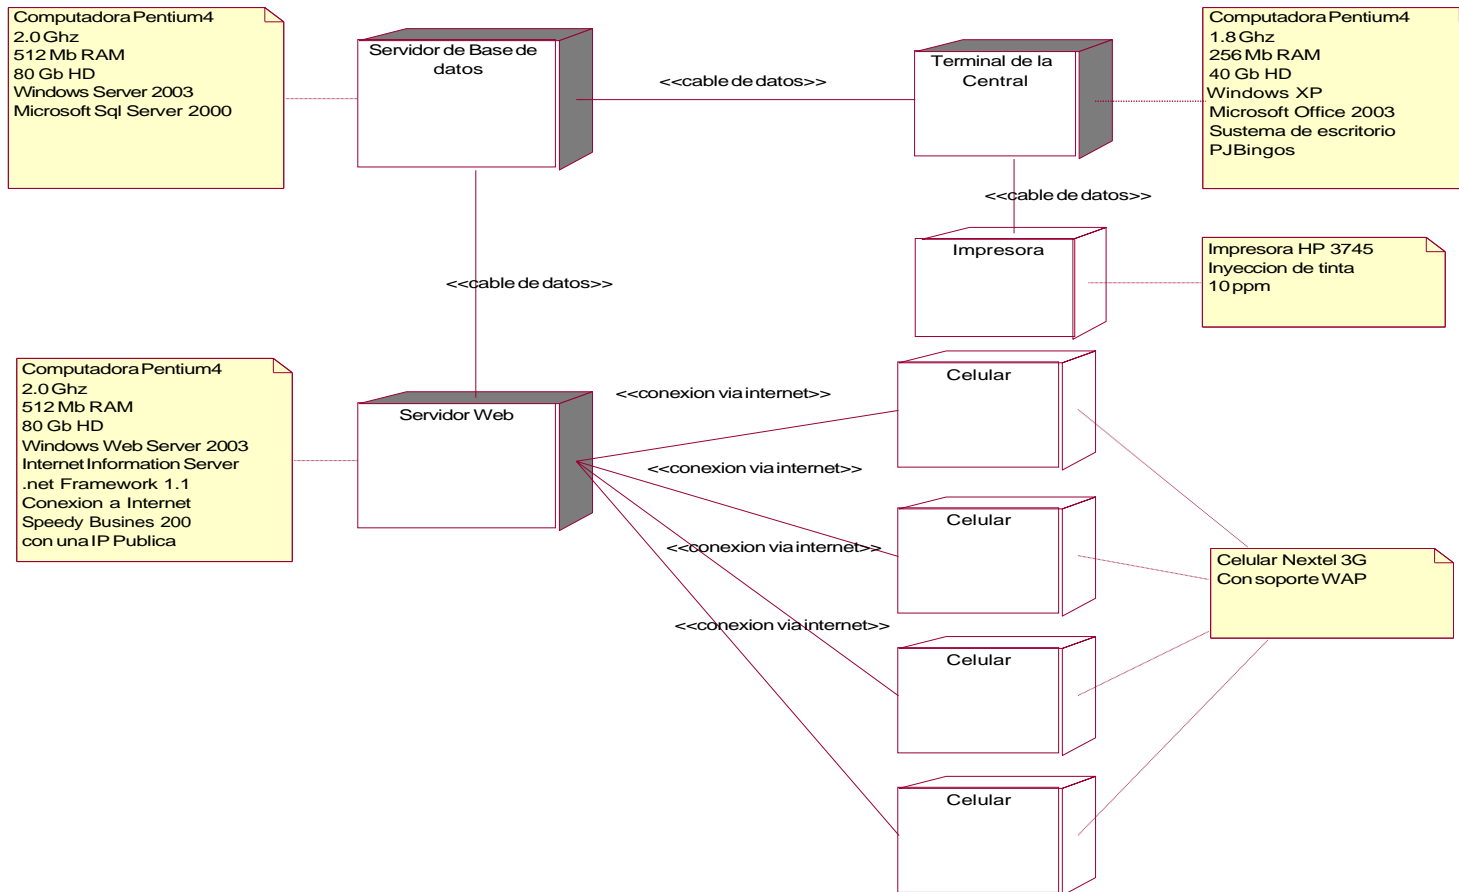 Computadora Pentium4
2.0 Ghz
512 Mb RAM
80 Gb HD
Windows Server 2003
Microsoft Sql Server 2000
Servidor de Base de
datos
<<cable de datos>>
Terminal de la
Central
Computadora Pentium4
1.8 Ghz
256 Mb RAM
40 Gb HD
Windows XP
Microsoft Office 2003
Sustema de escritorio
PJBingos
<<cable de datos>>
Impresora
Impresora HP 3745
Inyeccion de tinta
10 ppm
<<cable de datos>>
Computadora Pentium4
2.0 Ghz
512 Mb RAM
80 Gb HD
Windows Web Server 2003
Internet Information Server
.net Framework 1.1
Conexion a Internet
Speedy Busines 200
con una IP Publica
Servidor Web
<<conexion via internet>>
Celular
<<conexion via internet>>
Celular
<<conexion via internet>>
Celular Nextel 3G
Con soporte WAP
<<conexion via internet>>
Celular
Celular